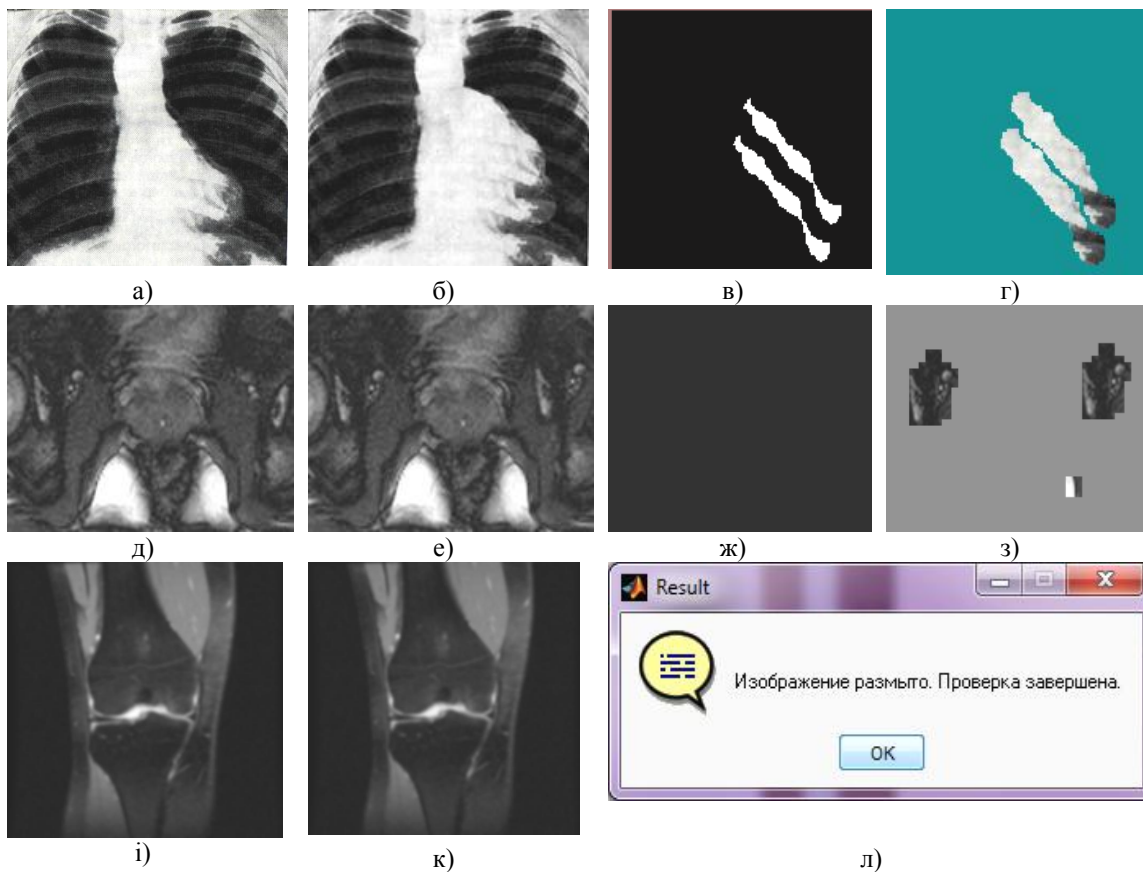 а)
б)
в)
г)
д)
е)
ж)
з)
Result
Изображение размыто. Проверка завершена.
OK
і)
к)
л)